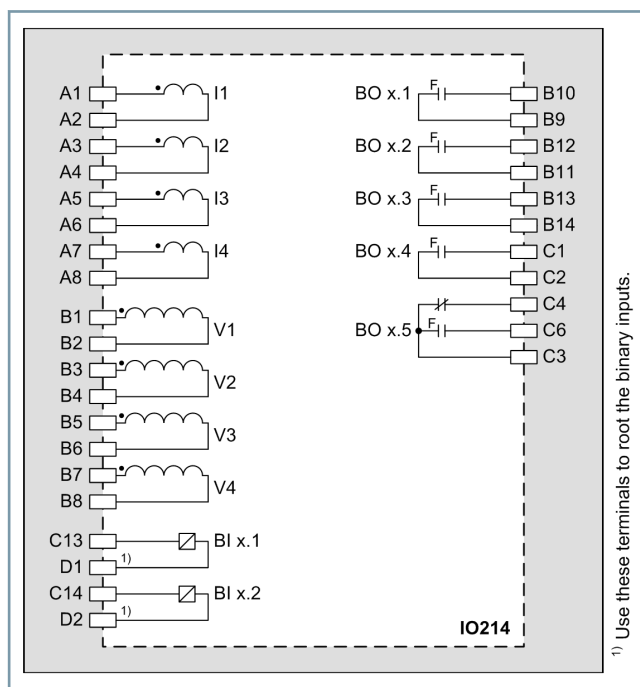 A1
I1
A2
A3
I2
A4
A5
I3
A6
A7
I4
A8
B1
V1
B2
B3
V2
B4
B5
V3
B6
B7
V4
B8
C13
BI x.1
D1
1)
C14
BI x.2
D2
1)
BO x.1
F
B10
B9
BO x.2
F
B12
B11
BO x.3
F
B13
B14
BO x.4
F
C1
C2
C4
BO x.5
F
C6
C3
IO214
1) Use these terminals to root the binary inputs.